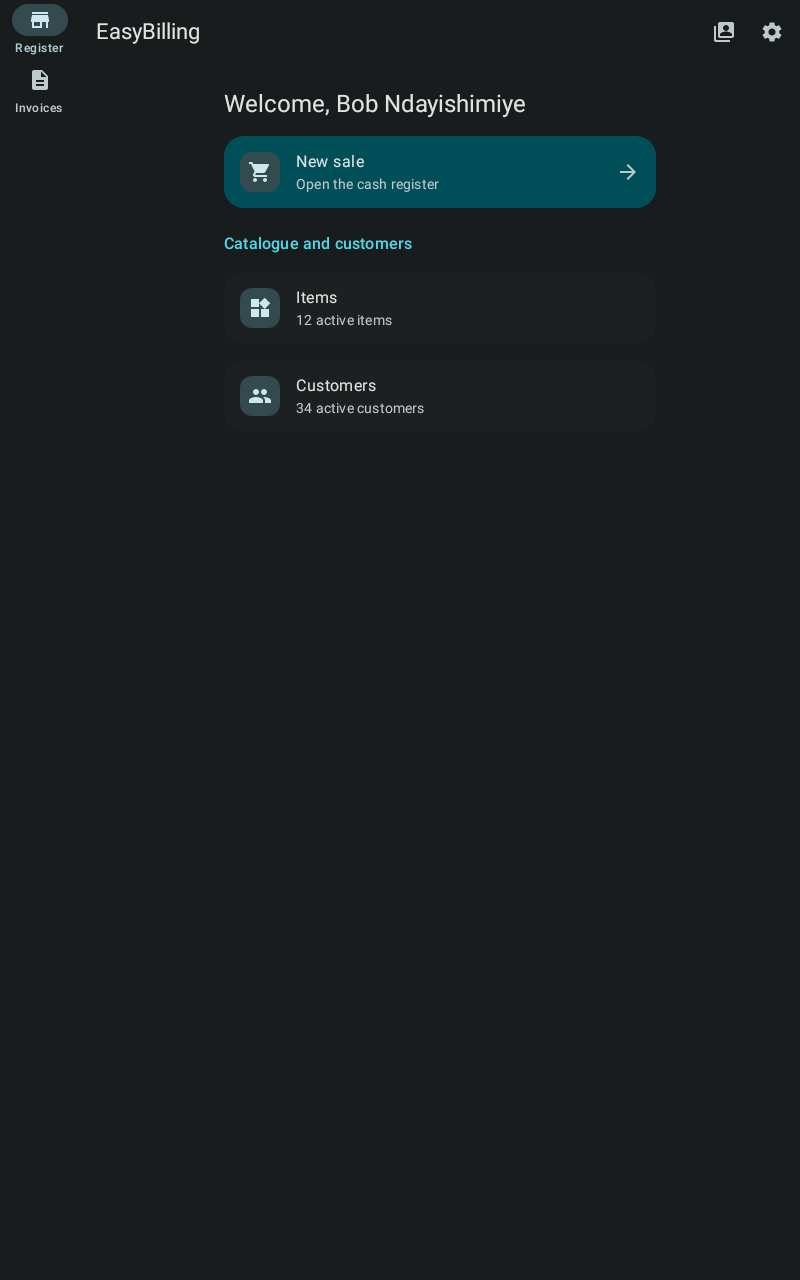 EasyBilling
Register
Invoices
Welcome, Bob Ndayishimiye
New sale
Open the cash register
Catalogue and customers
Items
12 active items
Customers
34 active customers